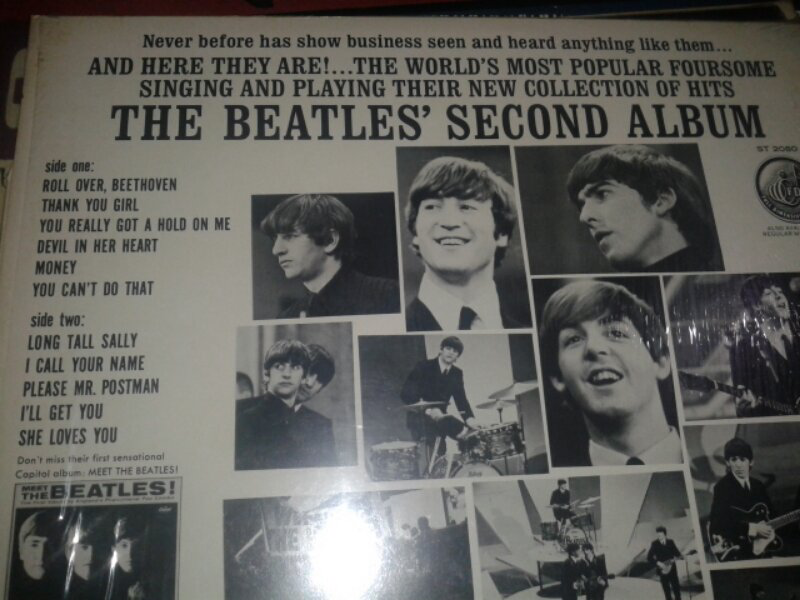 Never before has show business seen and heard anything like them...
AND HERE THEY ARE!...THE WORLD'S MOST POPULAR FOURSOME
SINGING AND PLAYING THEIR NEW COLLECTION OF HITS
THE BEATLES' SECOND ALBUM
ST 2080
side one:
ROLL OVER, BEETHOVEN
THANK YOU GIRL
YOU REALLY GOT A HOLD ON ME
DEVIL IN HER HEART
MONEY
YOU CAN'T DO THAT
side two:
LONG TALL SALLY
I CALL YOUR NAME
PLEASE MR. POSTMAN
I'LL GET YOU
SHE LOVES YOU
Don't miss their first sensational
Capitol album: MEET THE BEATLES!
MEET
THE BEATLES!